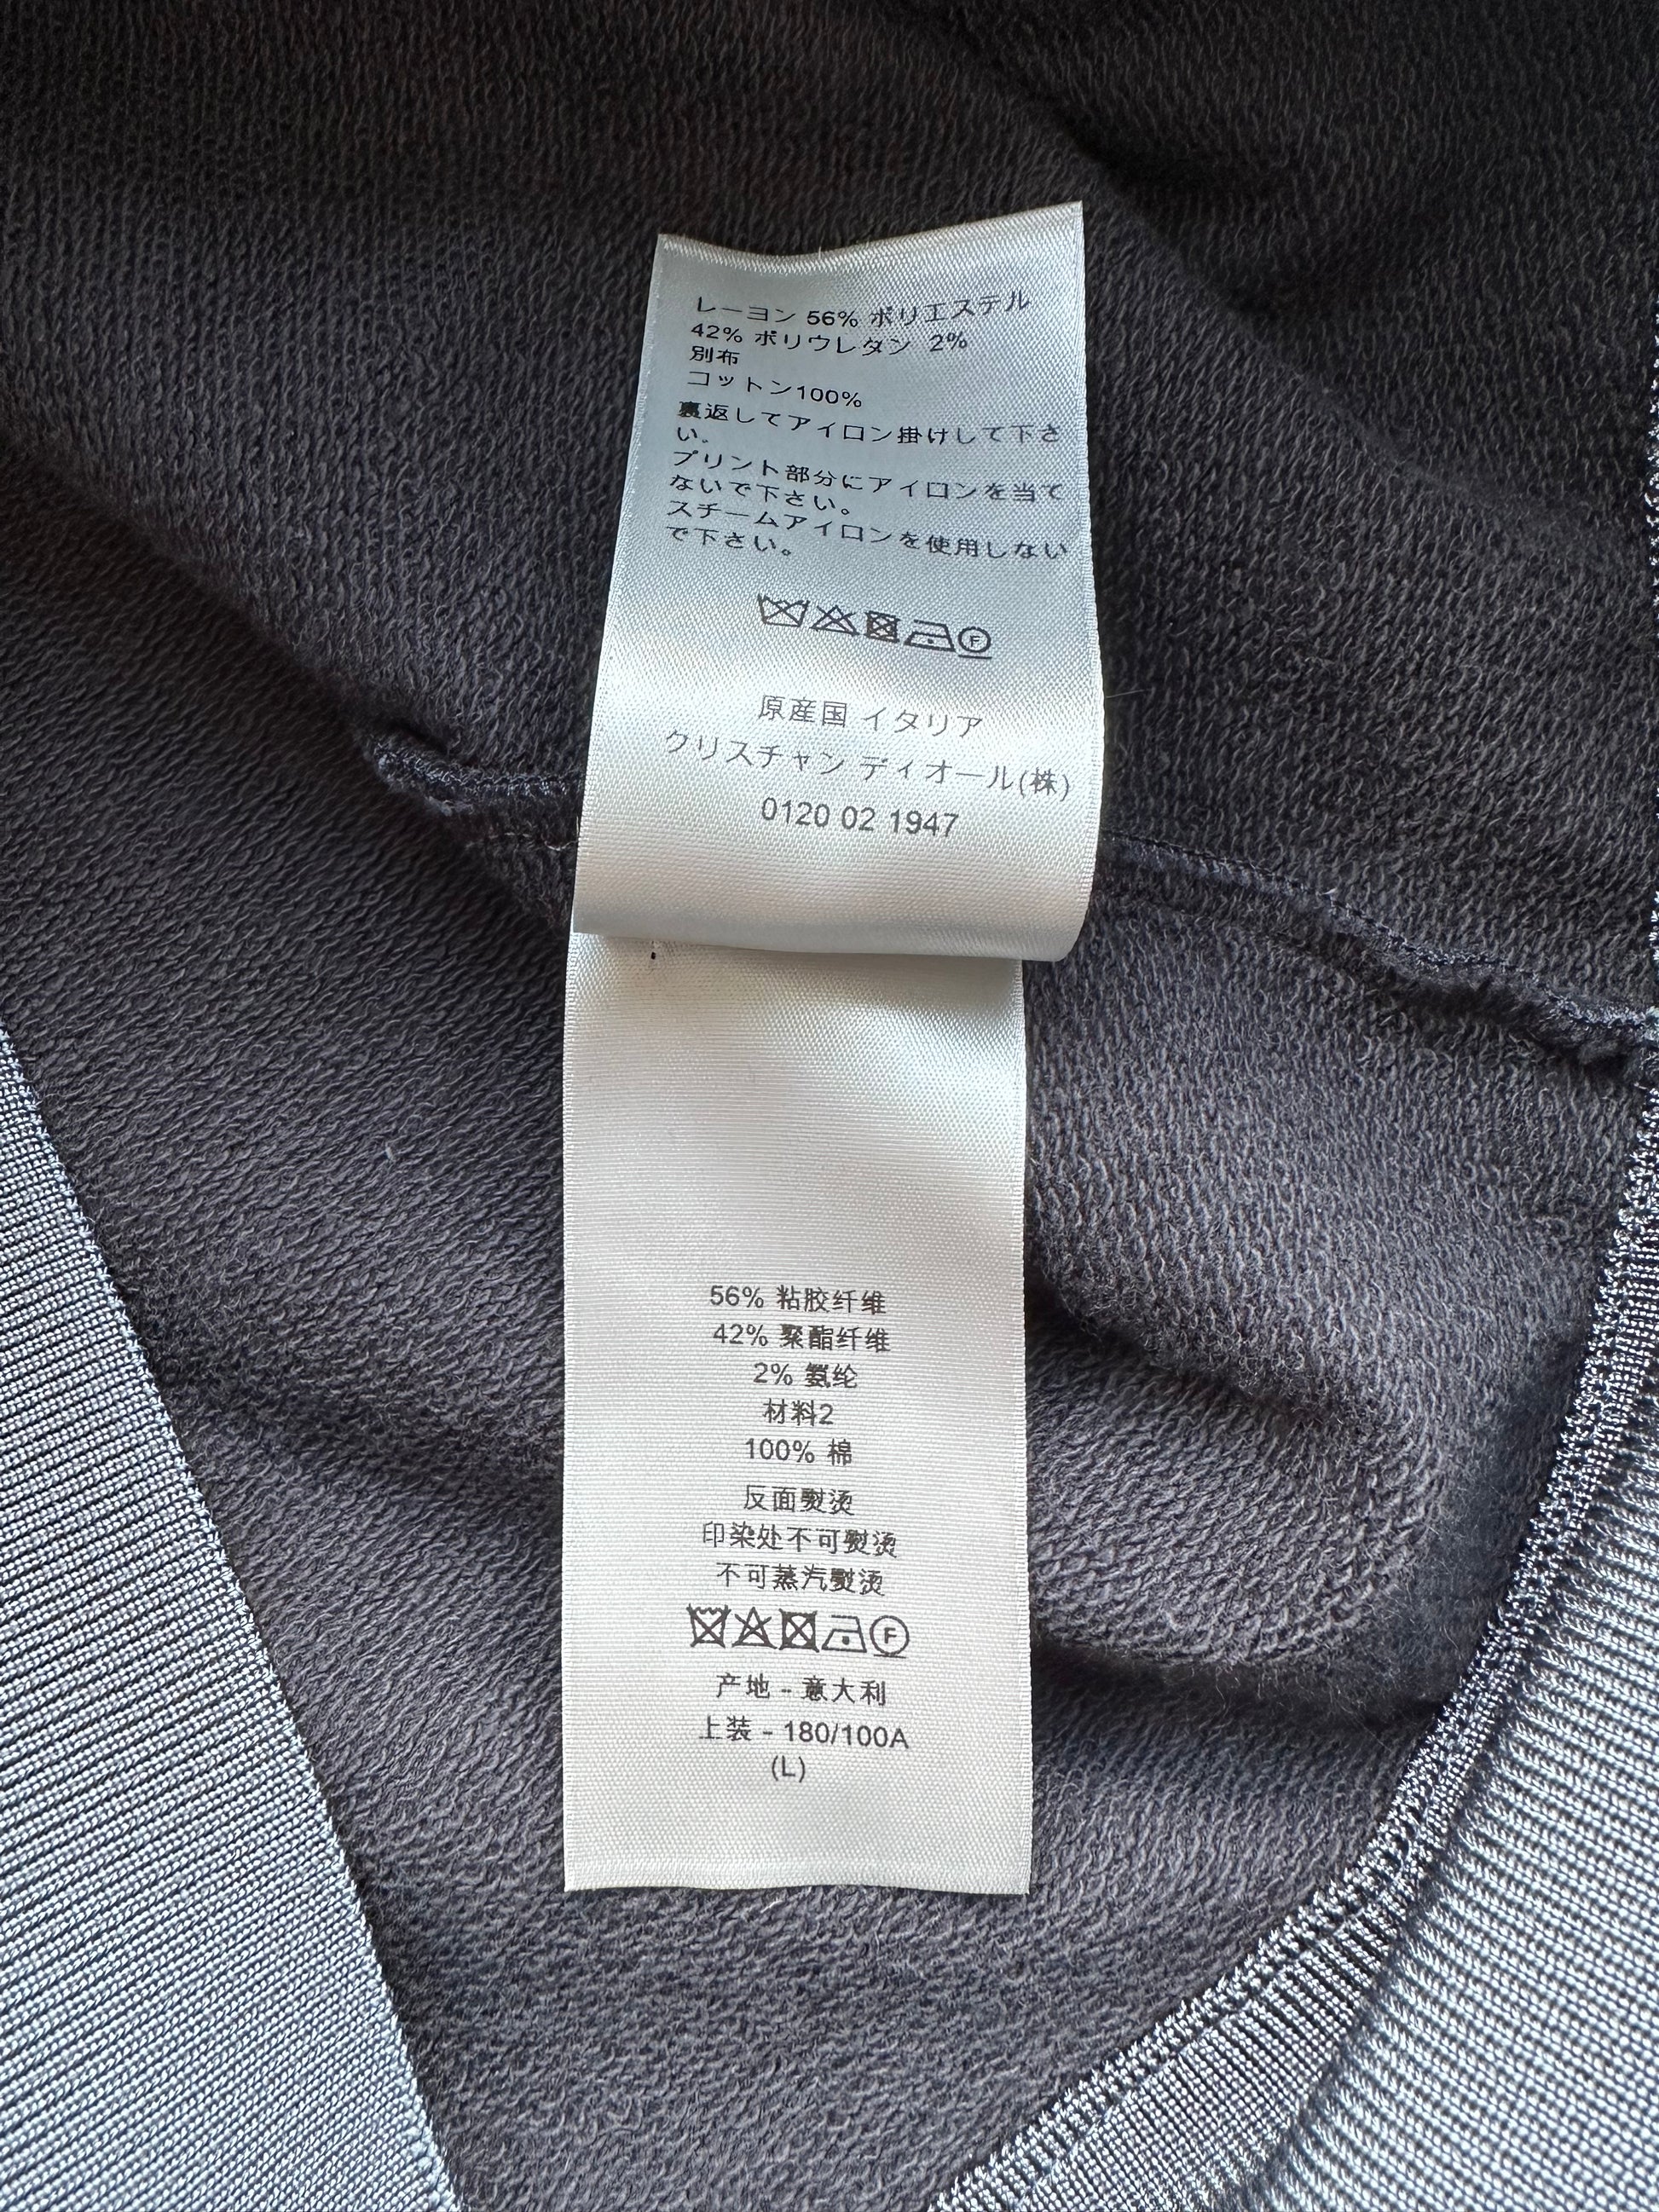 レーヨン 56% ポリエステル
42% ポリウレタン 2%
別布
コットン100%
裏返してアイロン掛けして下さ
い。
プリント部分にアイロンを当て
ないで下さい。
スチームアイロンを使用しない
で下さい。
F
原産国 イタリア
クリスチャン ディオール(株)
0120 02 1947
56% 粘胶纤维
42% 聚酯纤维
2% 氨纶
材料2
100% 棉
反面熨烫
印染处不可熨烫
不可蒸汽熨烫
F
产地 - 意大利
上装 - 180/100A
(L)